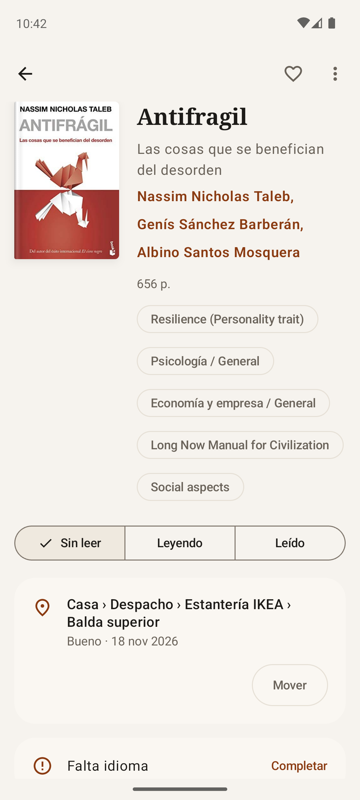 10:42
NASSIM NICHOLAS TALEB
ANTIFRÁGIL
Las cosas que se benefician del desorden
Antifragil
Las cosas que se benefician
del desorden
Nassim Nicholas Taleb,
Genís Sánchez Barberán,
Albino Santos Mosquera
656 p.
Resilience (Personality trait)
Psicología / General
Economía y empresa / General
Long Now Manual for Civilization
Social aspects
Sin leer
Leyendo
Leído
Casa › Despacho › Estantería IKEA ›
Balda superior
Bueno · 18 nov 2026
Mover
Falta idioma
Completar